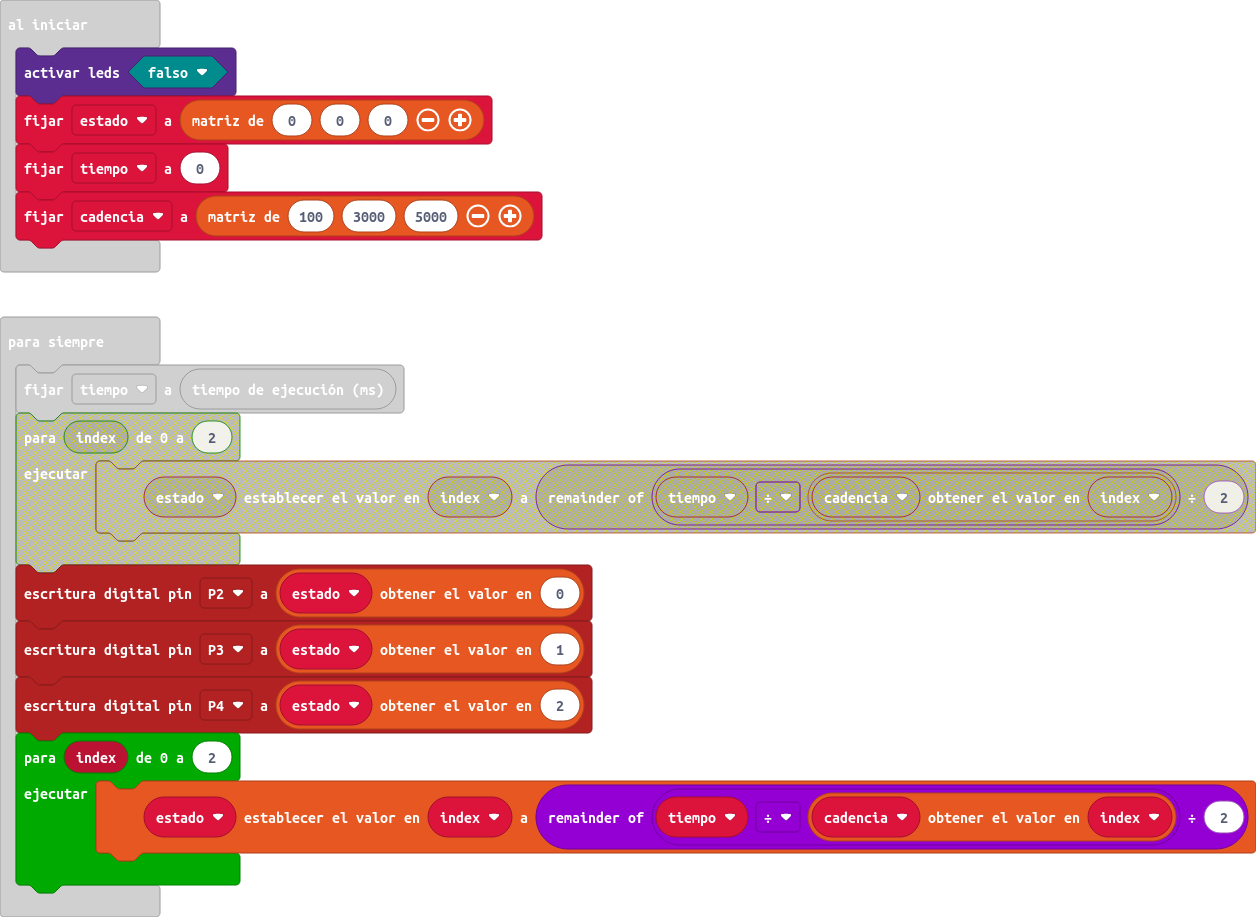 al iniciar
activar leds falso
fijar estado a matriz de 0 0 0
fijar tiempo a 0
fijar cadencia a matriz de 100 3000 5000
para siempre
fijar tiempo a tiempo de ejecución (ms)
para index de 0 a 2
ejecutar
estado establecer el valor en index a remainder of tiempo ÷ cadencia obtener el valor en index ÷ 2
escritura digital pin P2 a estado obtener el valor en 0
escritura digital pin P3 a estado obtener el valor en 1
escritura digital pin P4 a estado obtener el valor en 2
para index de 0 a 2
ejecutar
estado establecer el valor en index a remainder of tiempo ÷ cadencia obtener el valor en index ÷ 2